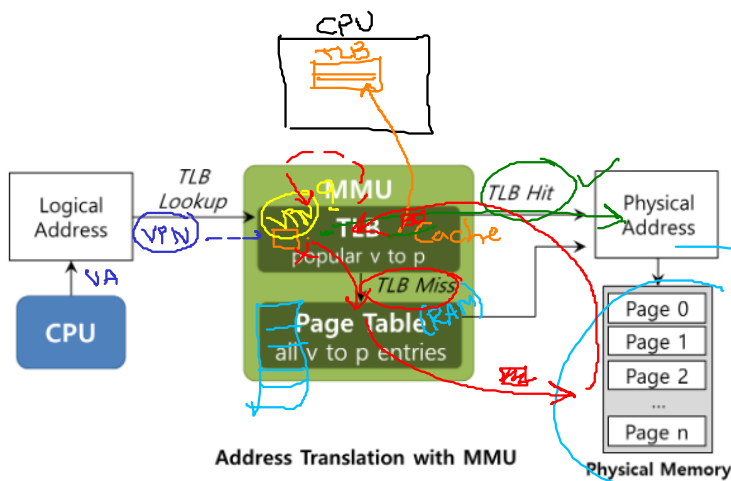 CPU
TLB
MMU
TLB
Lookup
VPN
TLB Hit
Logical
Address
VPN
TLB
Cache
popular v to p
Physical
Address
VA
TLB Miss
CPU
Page Table
(RAM)
all v to p entries
Page 0
Page 1
Page 2
...
Page n
Address Translation with MMU
Physical Memory